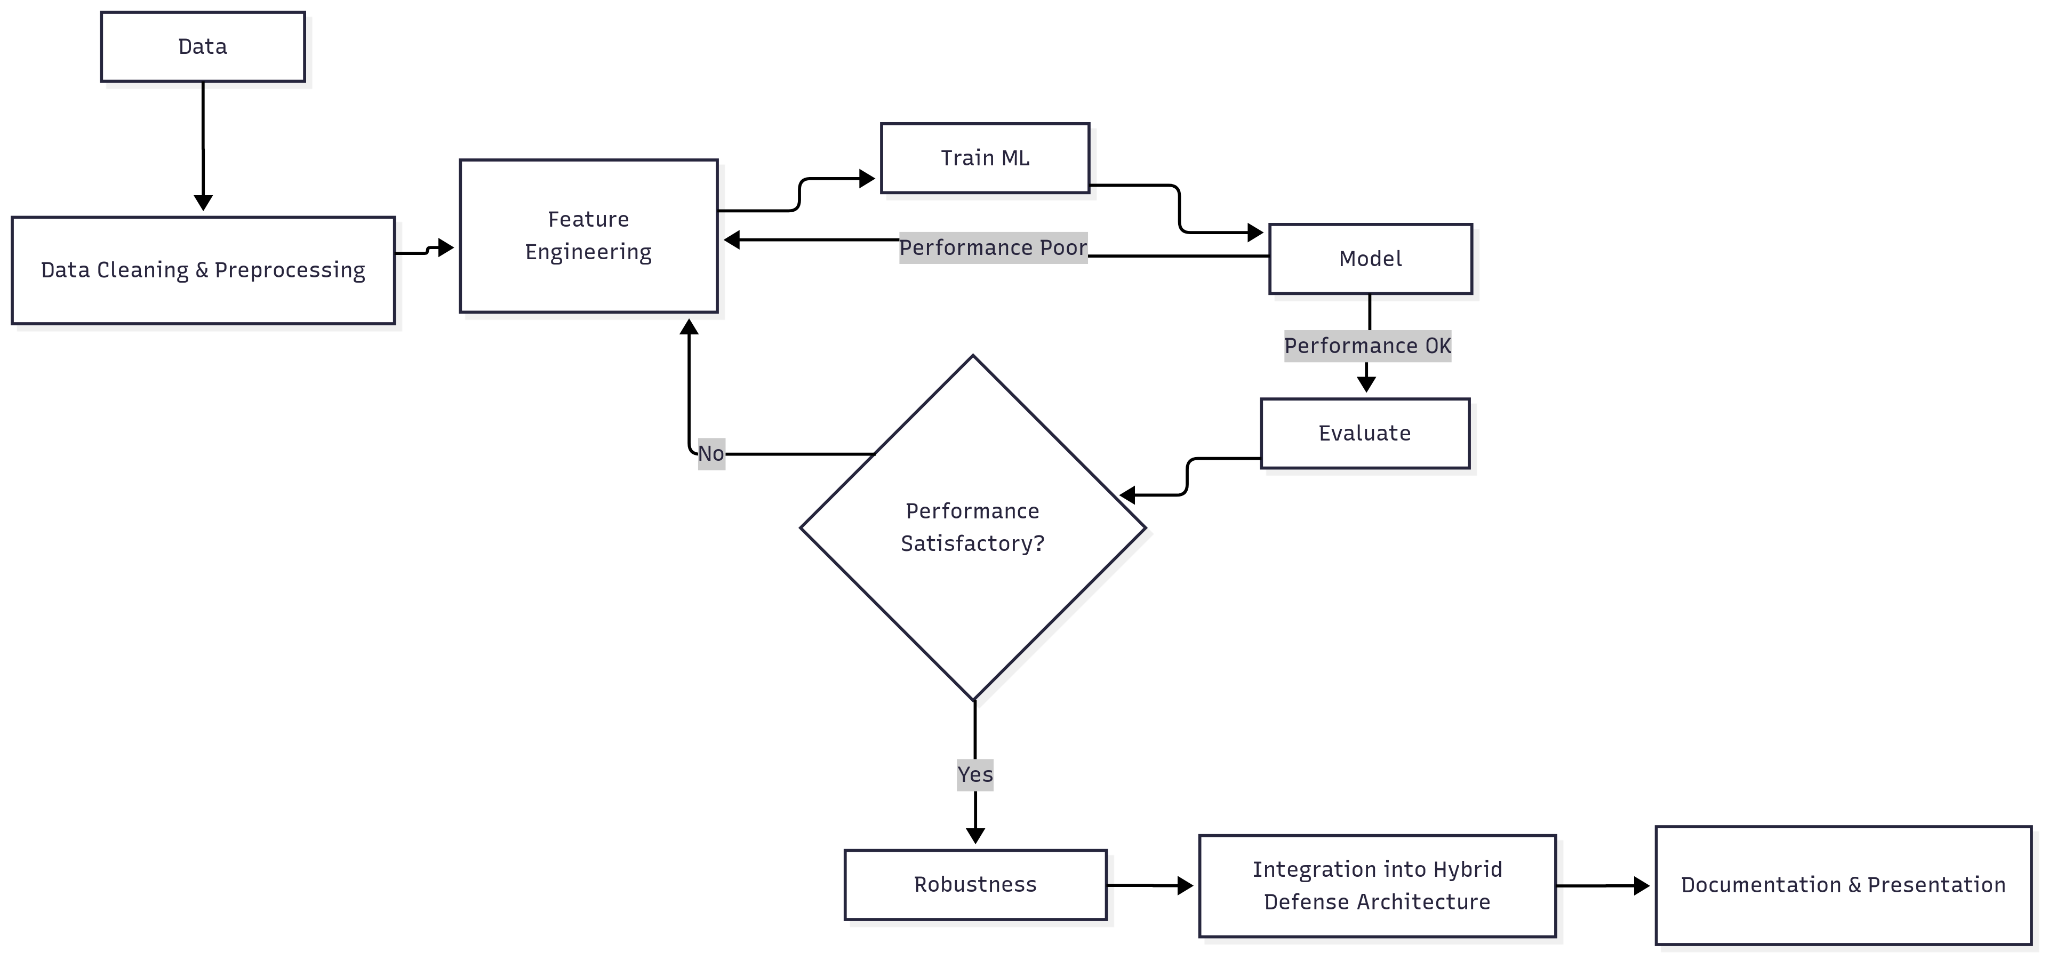 Data
Data Cleaning & Preprocessing
Feature
Engineering
Train ML
Performance Poor
Model
Performance OK
Evaluate
No
Performance
Satisfactory?
Yes
Robustness
Integration into Hybrid
Defense Architecture
Documentation & Presentation